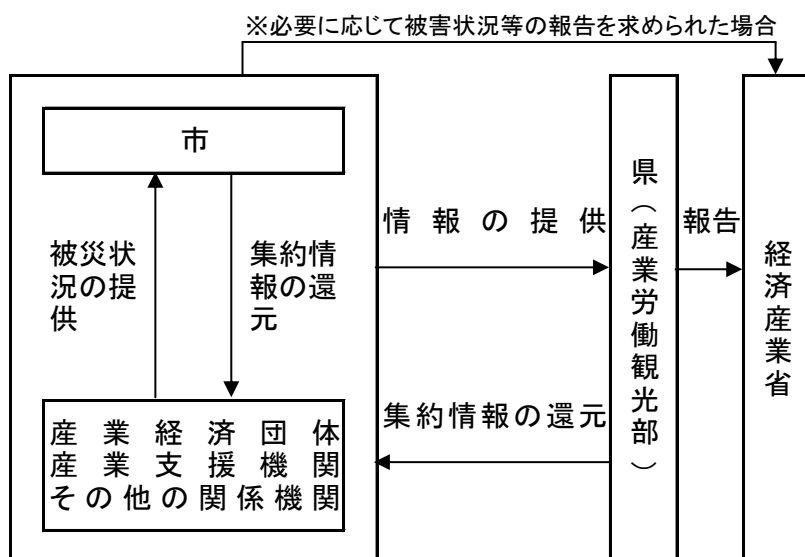 ※必要に応じて被害状況等の報告を求められた場合
市
被災状
況の提
供
集約情
報の還
元
産業経済団体
産業支援機関
その他の関係機関
情報の提供
集約情報の還元
県（産業労働観光部）
報告
経済産業省